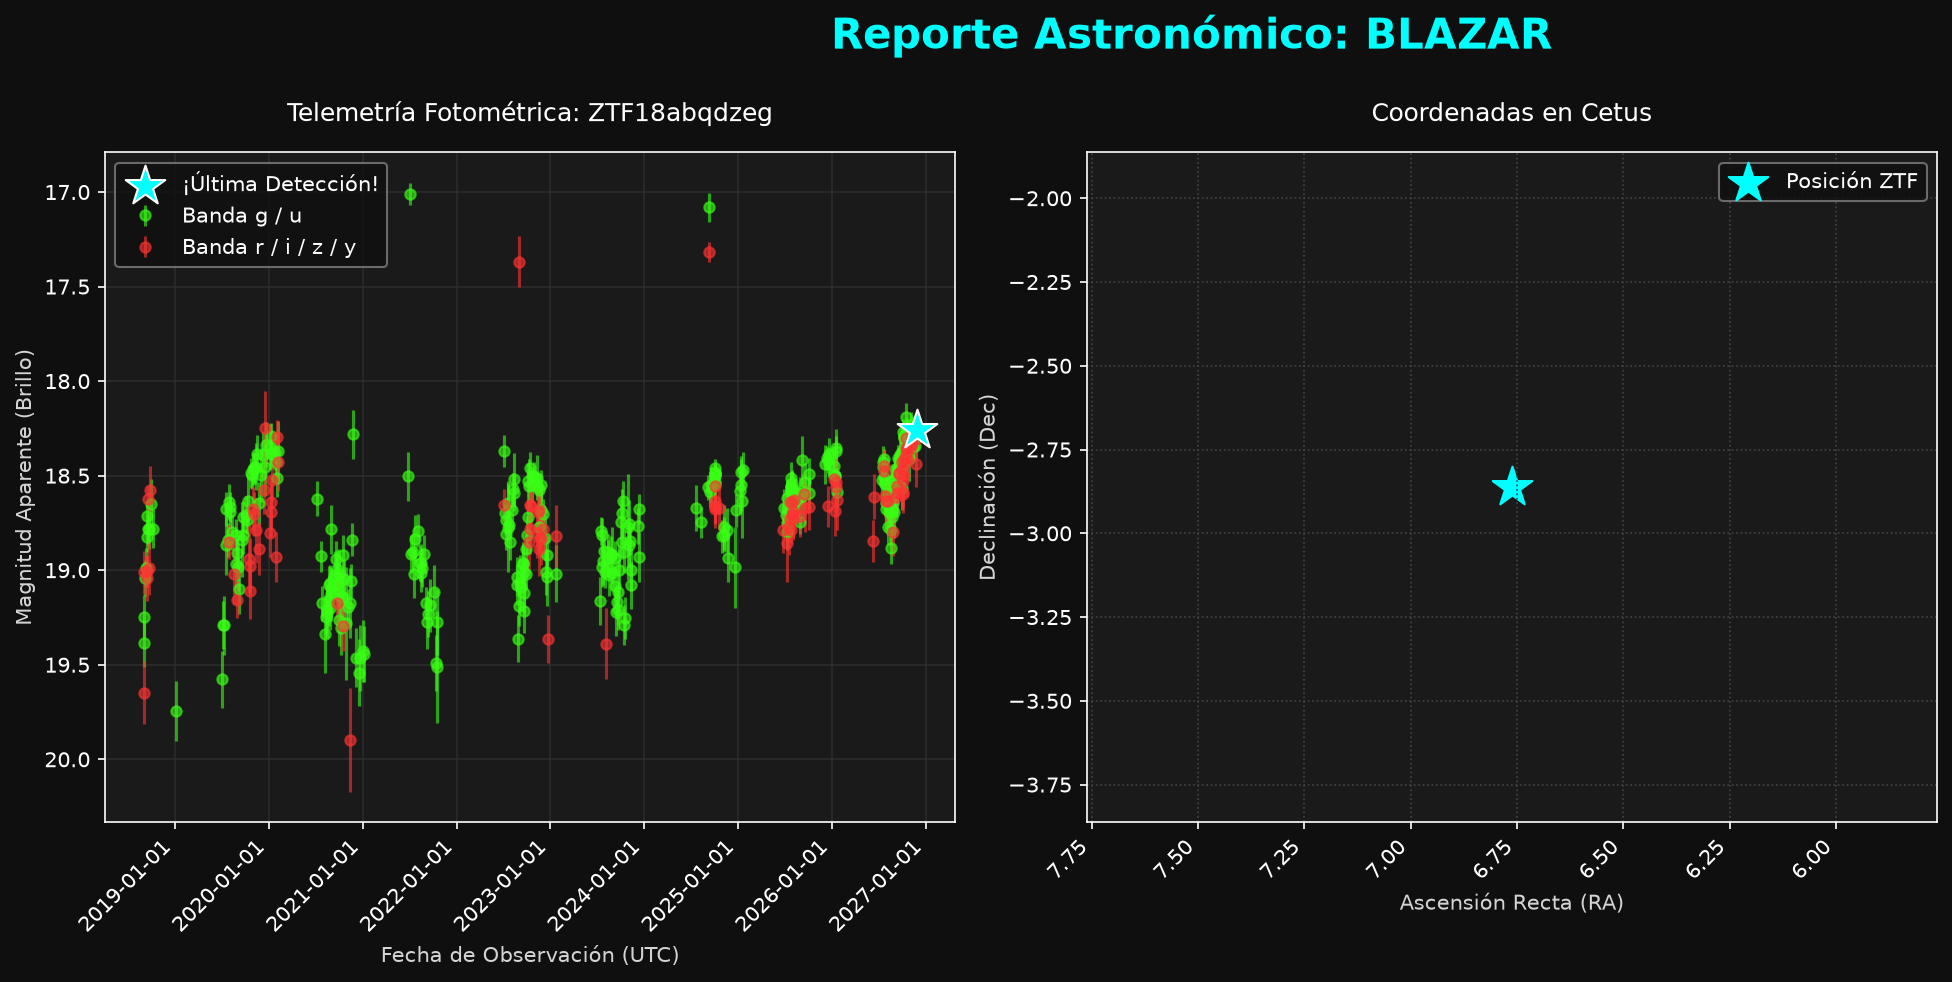 Reporte Astronómico: BLAZAR
Telemetría Fotométrica: ZTF18abqdzeg
¡Última Detección!
Banda g / u
Banda r / i / z / y
17.0
17.5
18.0
18.5
19.0
19.5
20.0
Magnitud Aparente (Brillo)
2019-01-01
2020-01-01
2021-01-01
2022-01-01
2023-01-01
2024-01-01
2025-01-01
2026-01-01
2027-01-01
Fecha de Observación (UTC)
Coordenadas en Cetus
Posición ZTF
−2.00
−2.25
−2.50
−2.75
−3.00
−3.25
−3.50
−3.75
Declinación (Dec)
7.75
7.50
7.25
7.00
6.75
6.50
6.25
6.00
Ascensión Recta (RA)